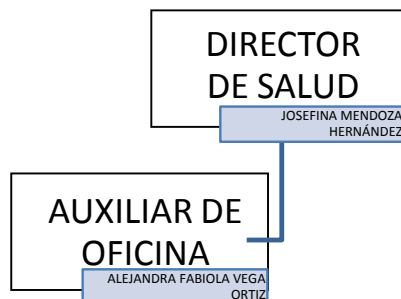 DIRECTOR
DE SALUD
JOSEFINA MENDOZA
HERNÁNDEZ
AUXILIAR DE
OFICINA
ALEJANDRA FABIOLA VEGA
ORTIZ